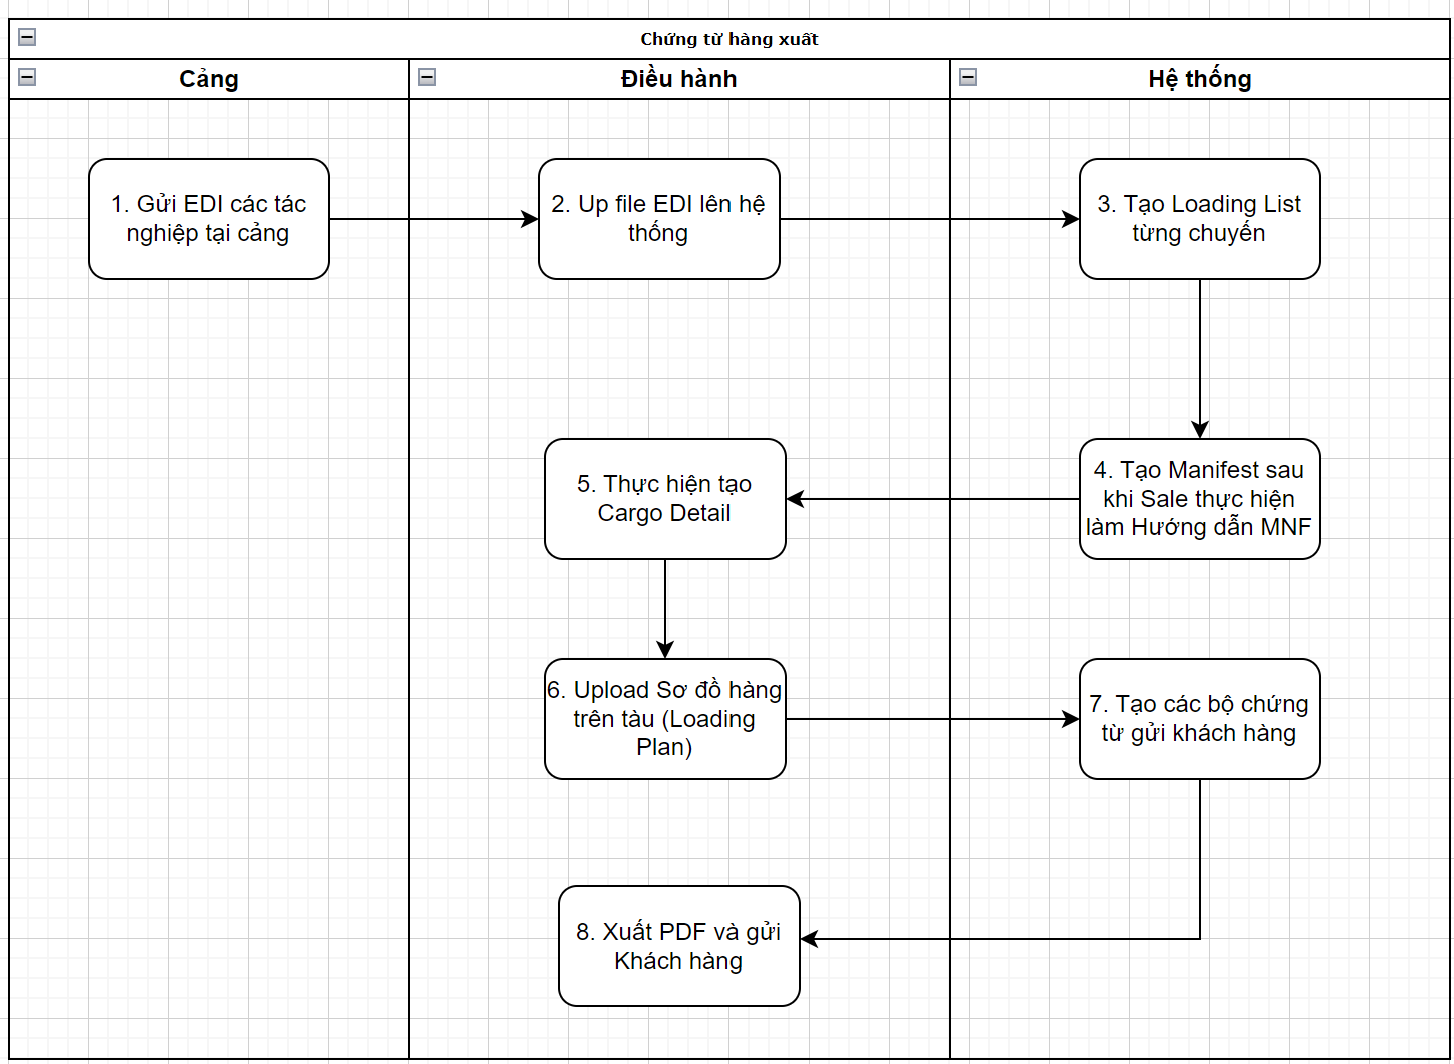 Chứng từ hàng xuất
Cảng
Điều hành
Hệ thống
1. Gửi EDI các tác
nghiệp tại cảng
2. Up file EDI lên hệ
thống
3. Tạo Loading List
từng chuyến
4. Tạo Manifest sau
khi Sale thực hiện
làm Hướng dẫn MNF
5. Thực hiện tạo
Cargo Detail
6. Upload Sơ đồ hàng
trên tàu (Loading
Plan)
7. Tạo các bộ chứng
từ gửi khách hàng
8. Xuất PDF và gửi
Khách hàng